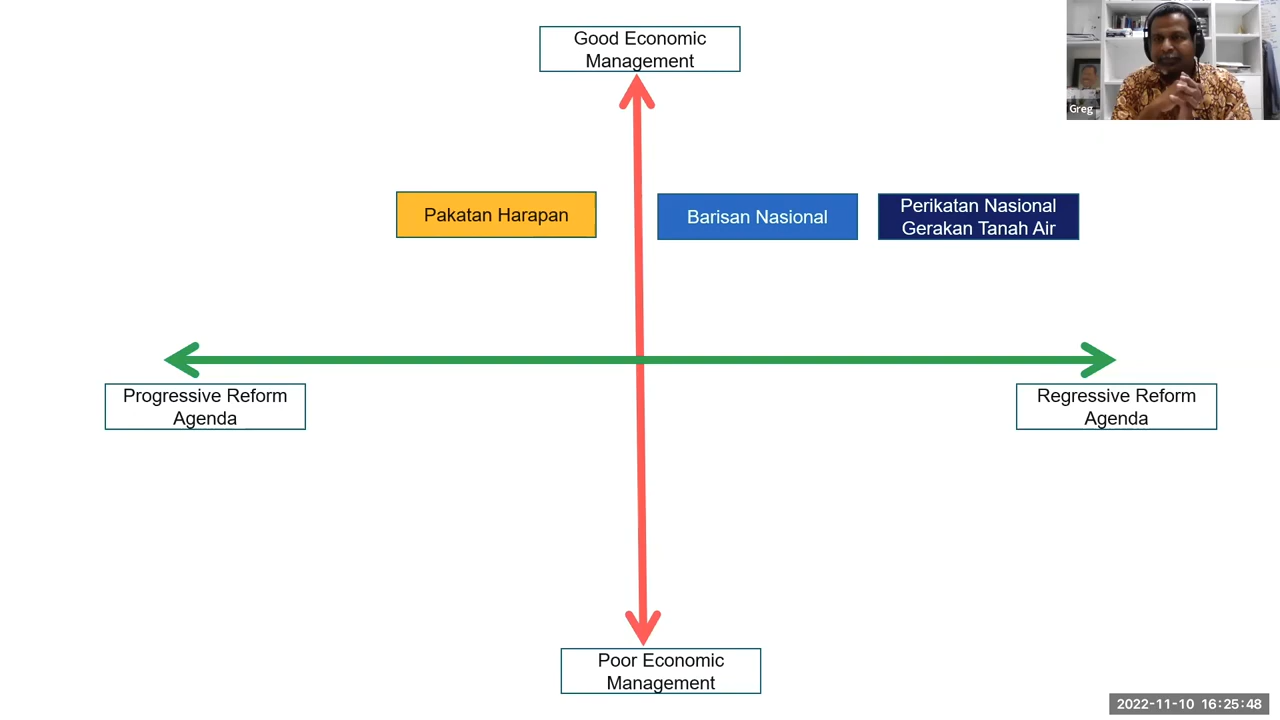 Good Economic
Management
Greg
Pakatan Harapan
Barisan Nasional
Perikatan Nasional
Gerakan Tanah Air
Progressive Reform
Agenda
Regressive Reform
Agenda
Poor Economic
Management
2022-11-10 16:25:48